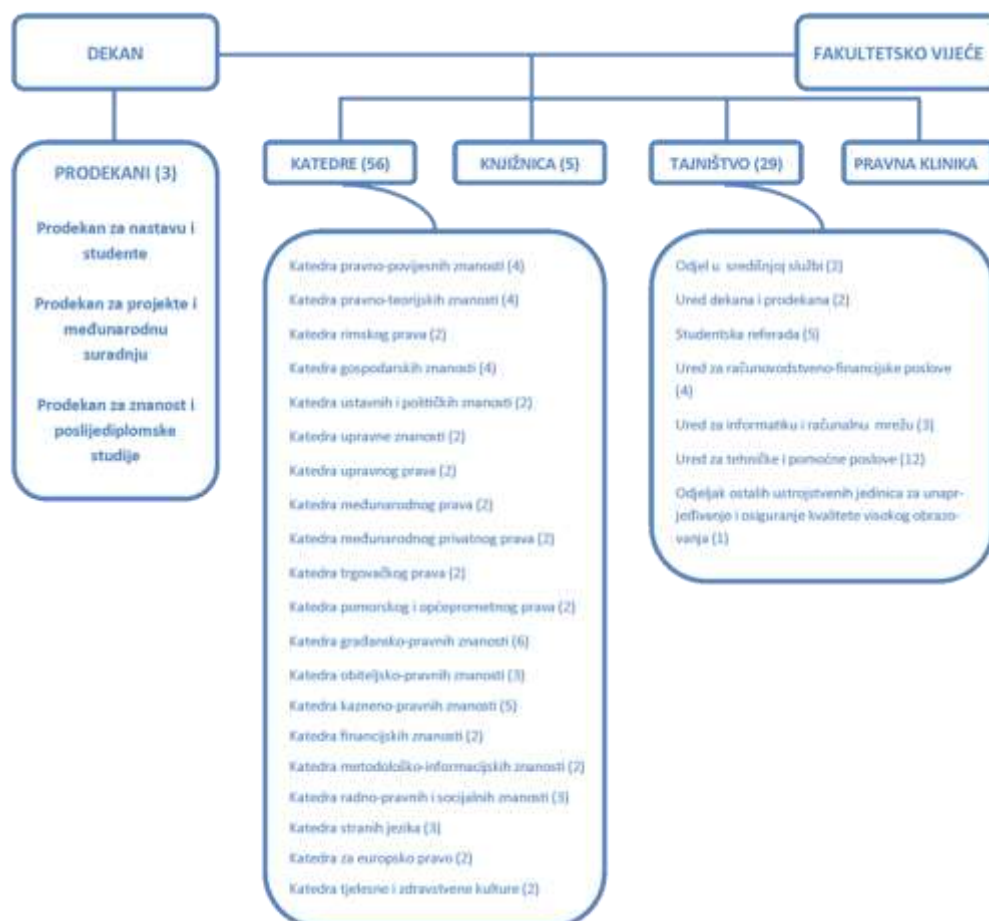 DEKAN
FAKULTETSKO VIJEĆE
PRODEKANI (3)
Prodekan za nastavu i
studente
Prodekan za projekte i
međunarodnu
suradnju
Prodekan za znanost i
poslijediplomske
studije
KATEDRE (56)
KNJIŽNICA (5)
TAJNIŠTVO (29)
PRAVNA KLINIKA
Katedra pravno-povijesnih znanosti (4)
Katedra pravno-teorijskih znanosti (4)
Katedra rimskog prava (2)
Katedra gospodarskih znanosti (4)
Katedra ustavnih i političkih znanosti (2)
Katedra upravne znanosti (2)
Katedra upravnog prava (2)
Katedra međunarodnog prava (2)
Katedra međunarodnog privatnog prava (2)
Katedra trgovačkog prava (2)
Katedra pomorskog i općeprometnog prava (2)
Katedra građansko-pravnih znanosti (6)
Katedra obiteljsko-pravnih znanosti (3)
Katedra kazneno-pravnih znanosti (5)
Katedra financijskih znanosti (2)
Katedra metodološko-informacijskih znanosti (2)
Katedra radno-pravnih i socijalnih znanosti (3)
Katedra stranih jezika (3)
Katedra za europsko pravo (2)
Katedra tjelesne i zdravstvene kulture (2)
Odjel u središnjoj službi (2)
Ured dekana i prodekana (2)
Studentska referada (5)
Ured za računovodstveno-financijske poslove
(4)
Ured za informatiku i računalnu mrežu (3)
Ured za tehničke i pomoćne poslove (12)
Odjeljak ostalih ustrojstvenih jedinica za unapr-
jeđivanje i osiguranje kvalitete visokog obrazo-
vanja (1)